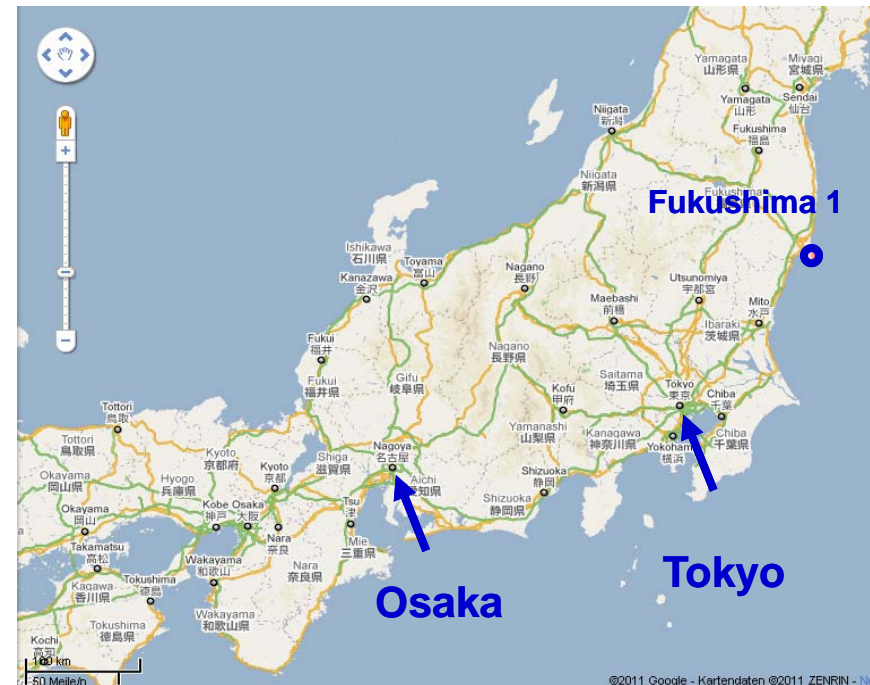 Yamagata
山形県
Miyagi
宮城県
Yamagata
山形
Sendai
仙台
Niigata
新潟
Fukushima
福島
Niigata
新潟県
Fukushima 1
Ishikawa
石川県
Toyama
富山
Kanazawa
金沢
Nagano
長野
Utsunomiya
宇都宮
Maebashi
前橋
Mito
水戸
Ibaraki
茨城県
Fukui
福井
Nagano
長野県
Fukui
福井県
Gifu
岐阜県
Saitama
埼玉県
Tokyo
東京
Chiba
千葉
Kofu
甲府
Tottori
鳥取
Yamanashi
山梨県
Kanagawa
神奈川県
Yokohama
横浜
Chiba
千葉県
Tottori
鳥取県
Kyoto
京都府
Kyoto
京都
Shiga
滋賀県
Nagoya
名古屋
Aichi
愛知県
Shizuoka
静岡
Shizuoka
静岡県
Okayama
岡山県
Hyogo
兵庫県
Okayama
岡山
Kobe
神戸
Osaka
大阪
Tsu
津
Nara
奈良
Mie
三重県
Takamatsu
高松
Wakayama
和歌山
Nara
奈良県
Kagawa
香川県
Tokushima
徳島
Osaka
Tokyo
Wakayama
和歌山県
Tokushima
徳島県
Kochi
高知
100 km
50 Meile/n
©2011 Google - Kartendaten ©2011 ZENRIN -